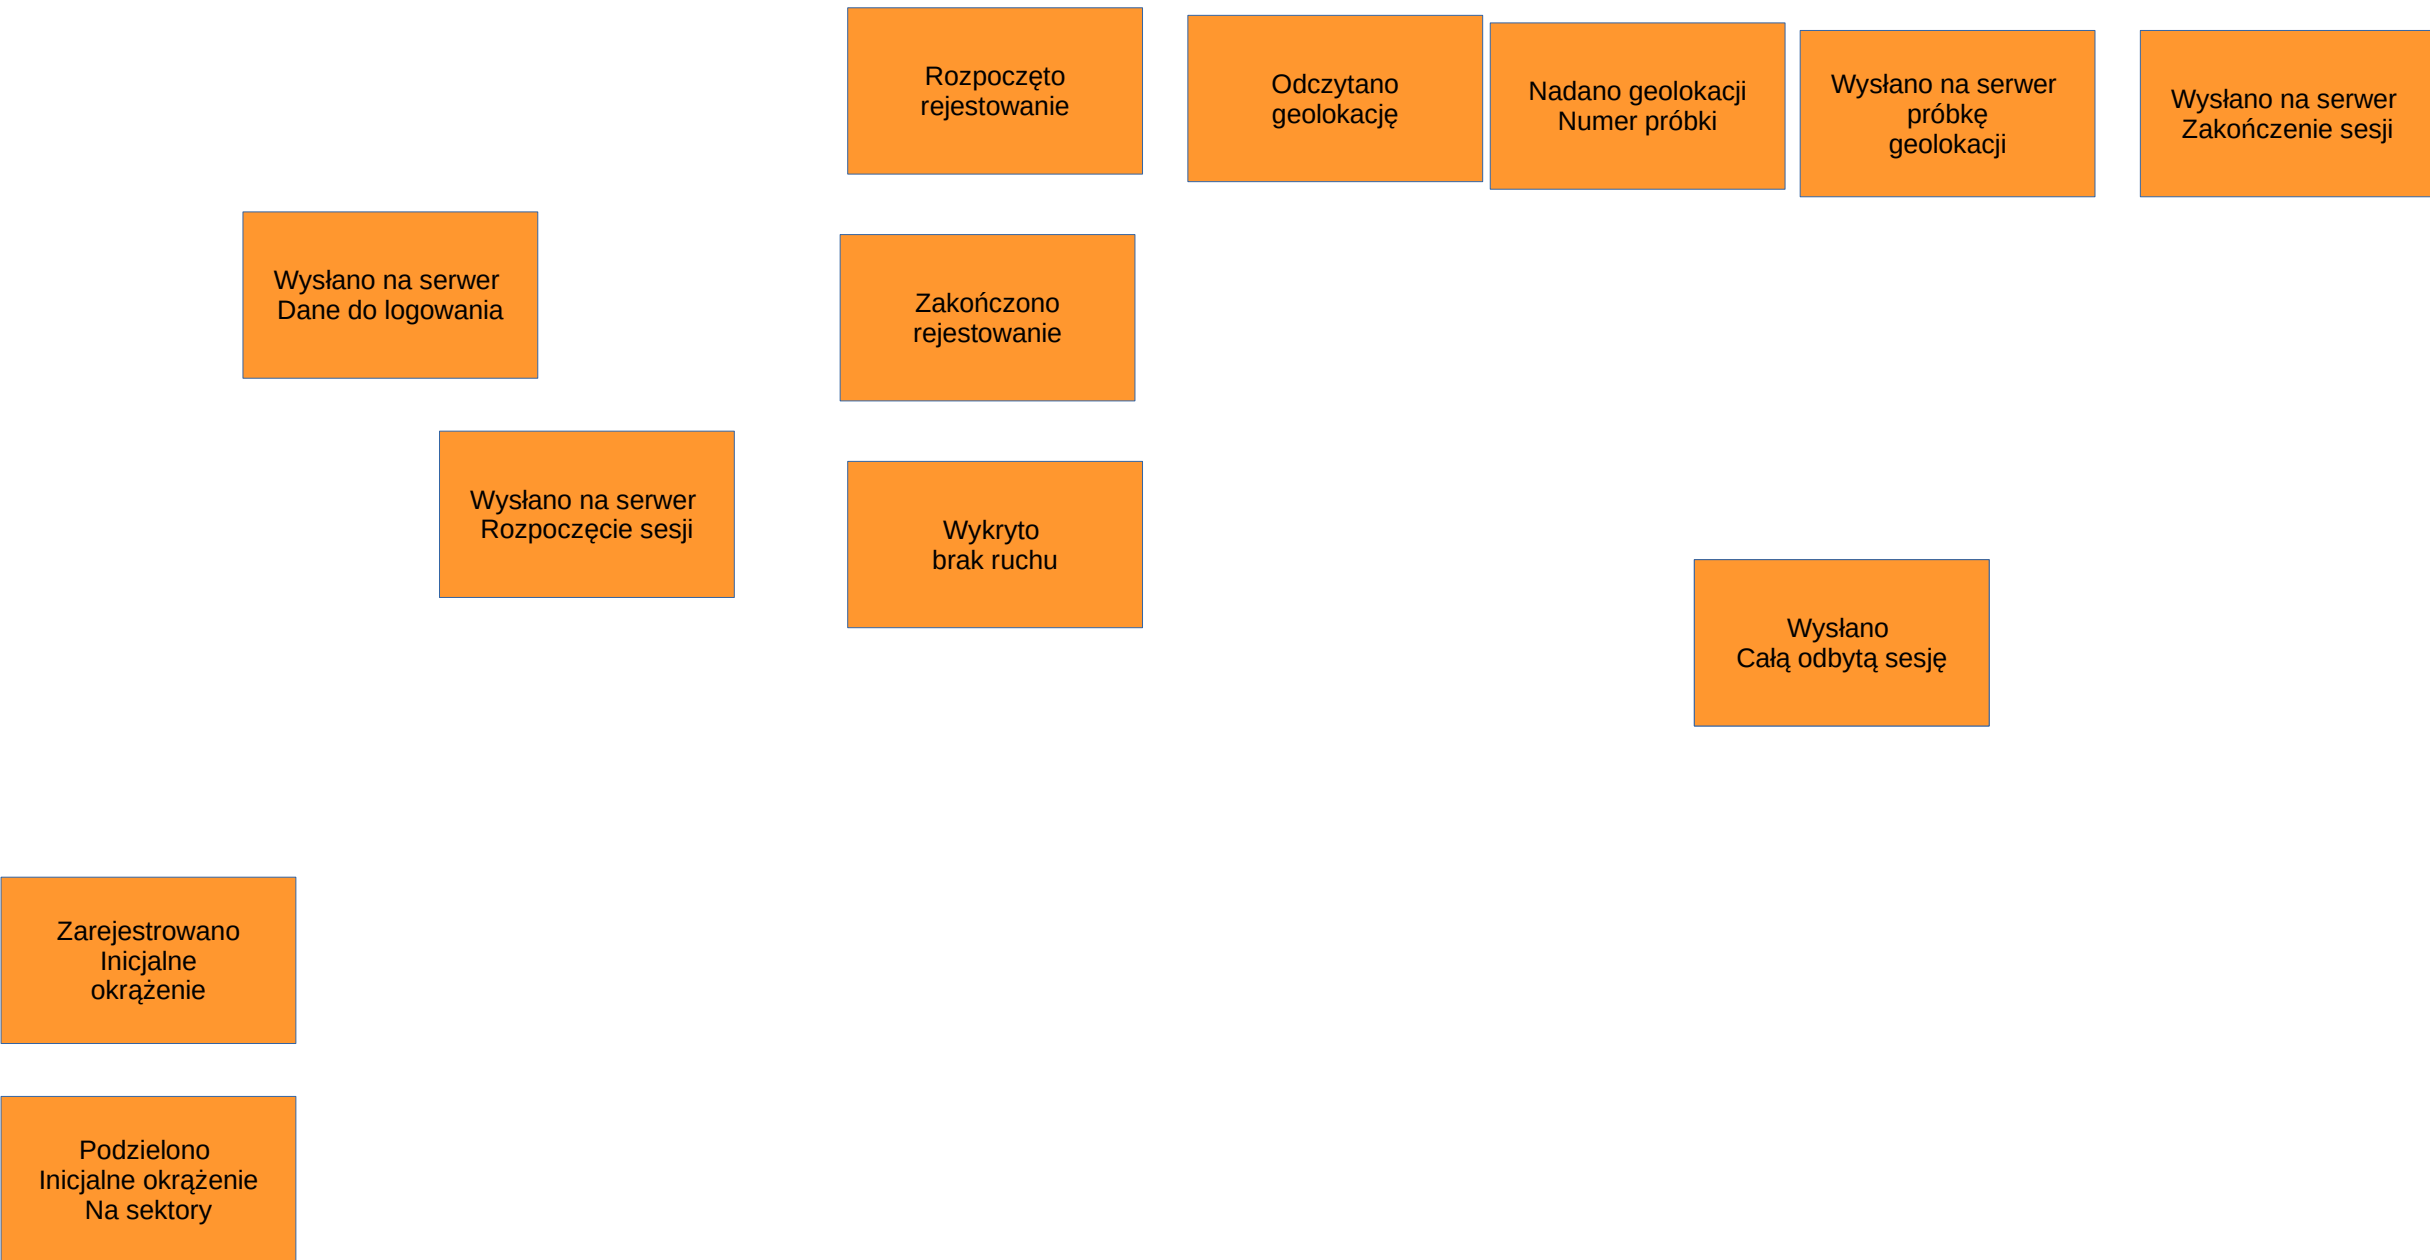 Rozpoczęto
rejestowanie
Odczytano
geolokację
Nadano geolokacji
Numer próbki
Wysłano na serwer
próbkę
geolokacji
Wysłano na serwer
Zakończenie sesji
Wysłano na serwer
Dane do logowania
Zakończono
rejestowanie
Wysłano na serwer
Rozpoczęcie sesji
Wykryto
brak ruchu
Wysłano
Całą odbytą sesję
Zarejestrowano
Inicjalne
okrążenie
Podzielono
Inicjalne okrążenie
Na sektory